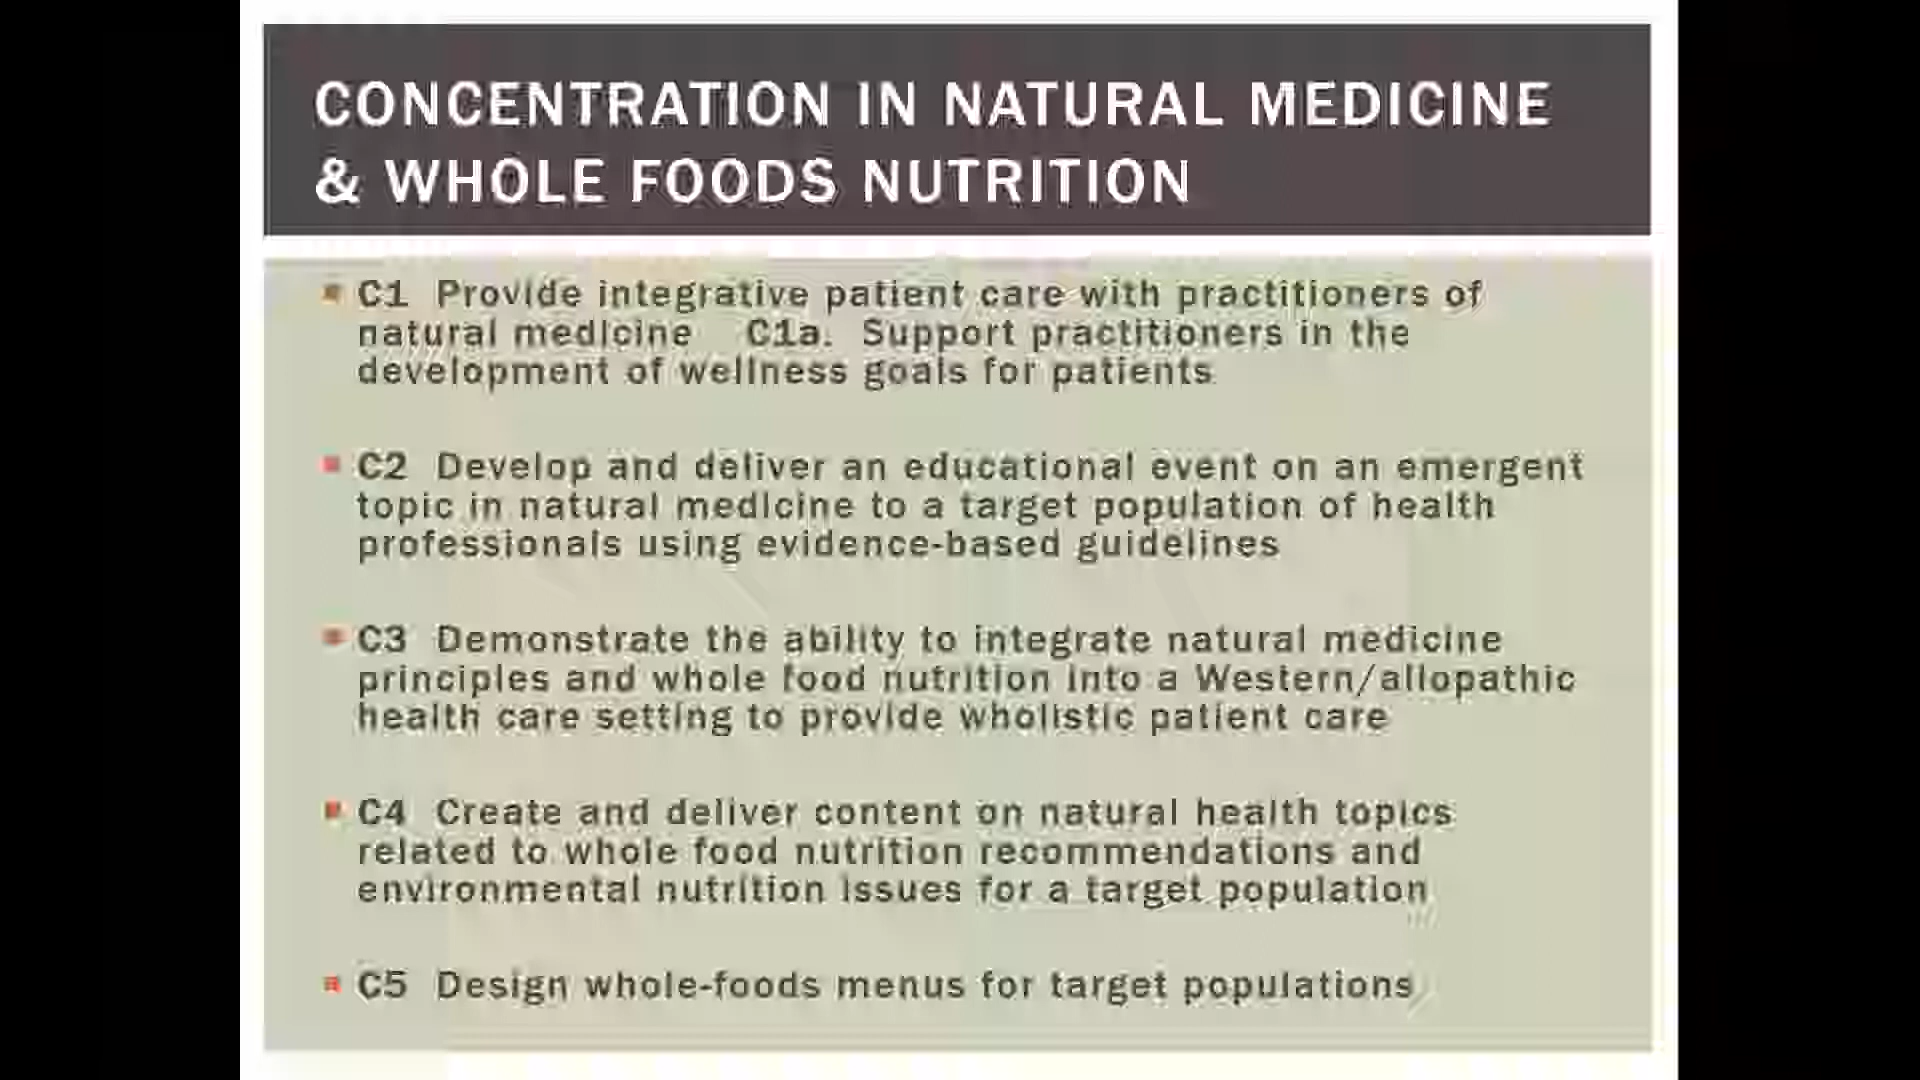 CONCENTRATION IN NATURAL MEDICINE
& WHOLE FOODS NUTRITION
C1 Provide integrative patient care with practitioners of
natural medicine C1a. Support practitioners in the
development of wellness goals for patients
C2 Develop and deliver an educational event on an emergent
topic in natural medicine to a target population of health
professionals using evidence-based guidelines
C3 Demonstrate the ability to integrate natural medicine
principles and whole food nutrition into a Western/allopathic
health care setting to provide wholistic patient care
C4 Create and deliver content on natural health topics
related to whole food nutrition recommendations and
environmental nutrition issues for a target population
C5 Design whole-foods menus for target populations